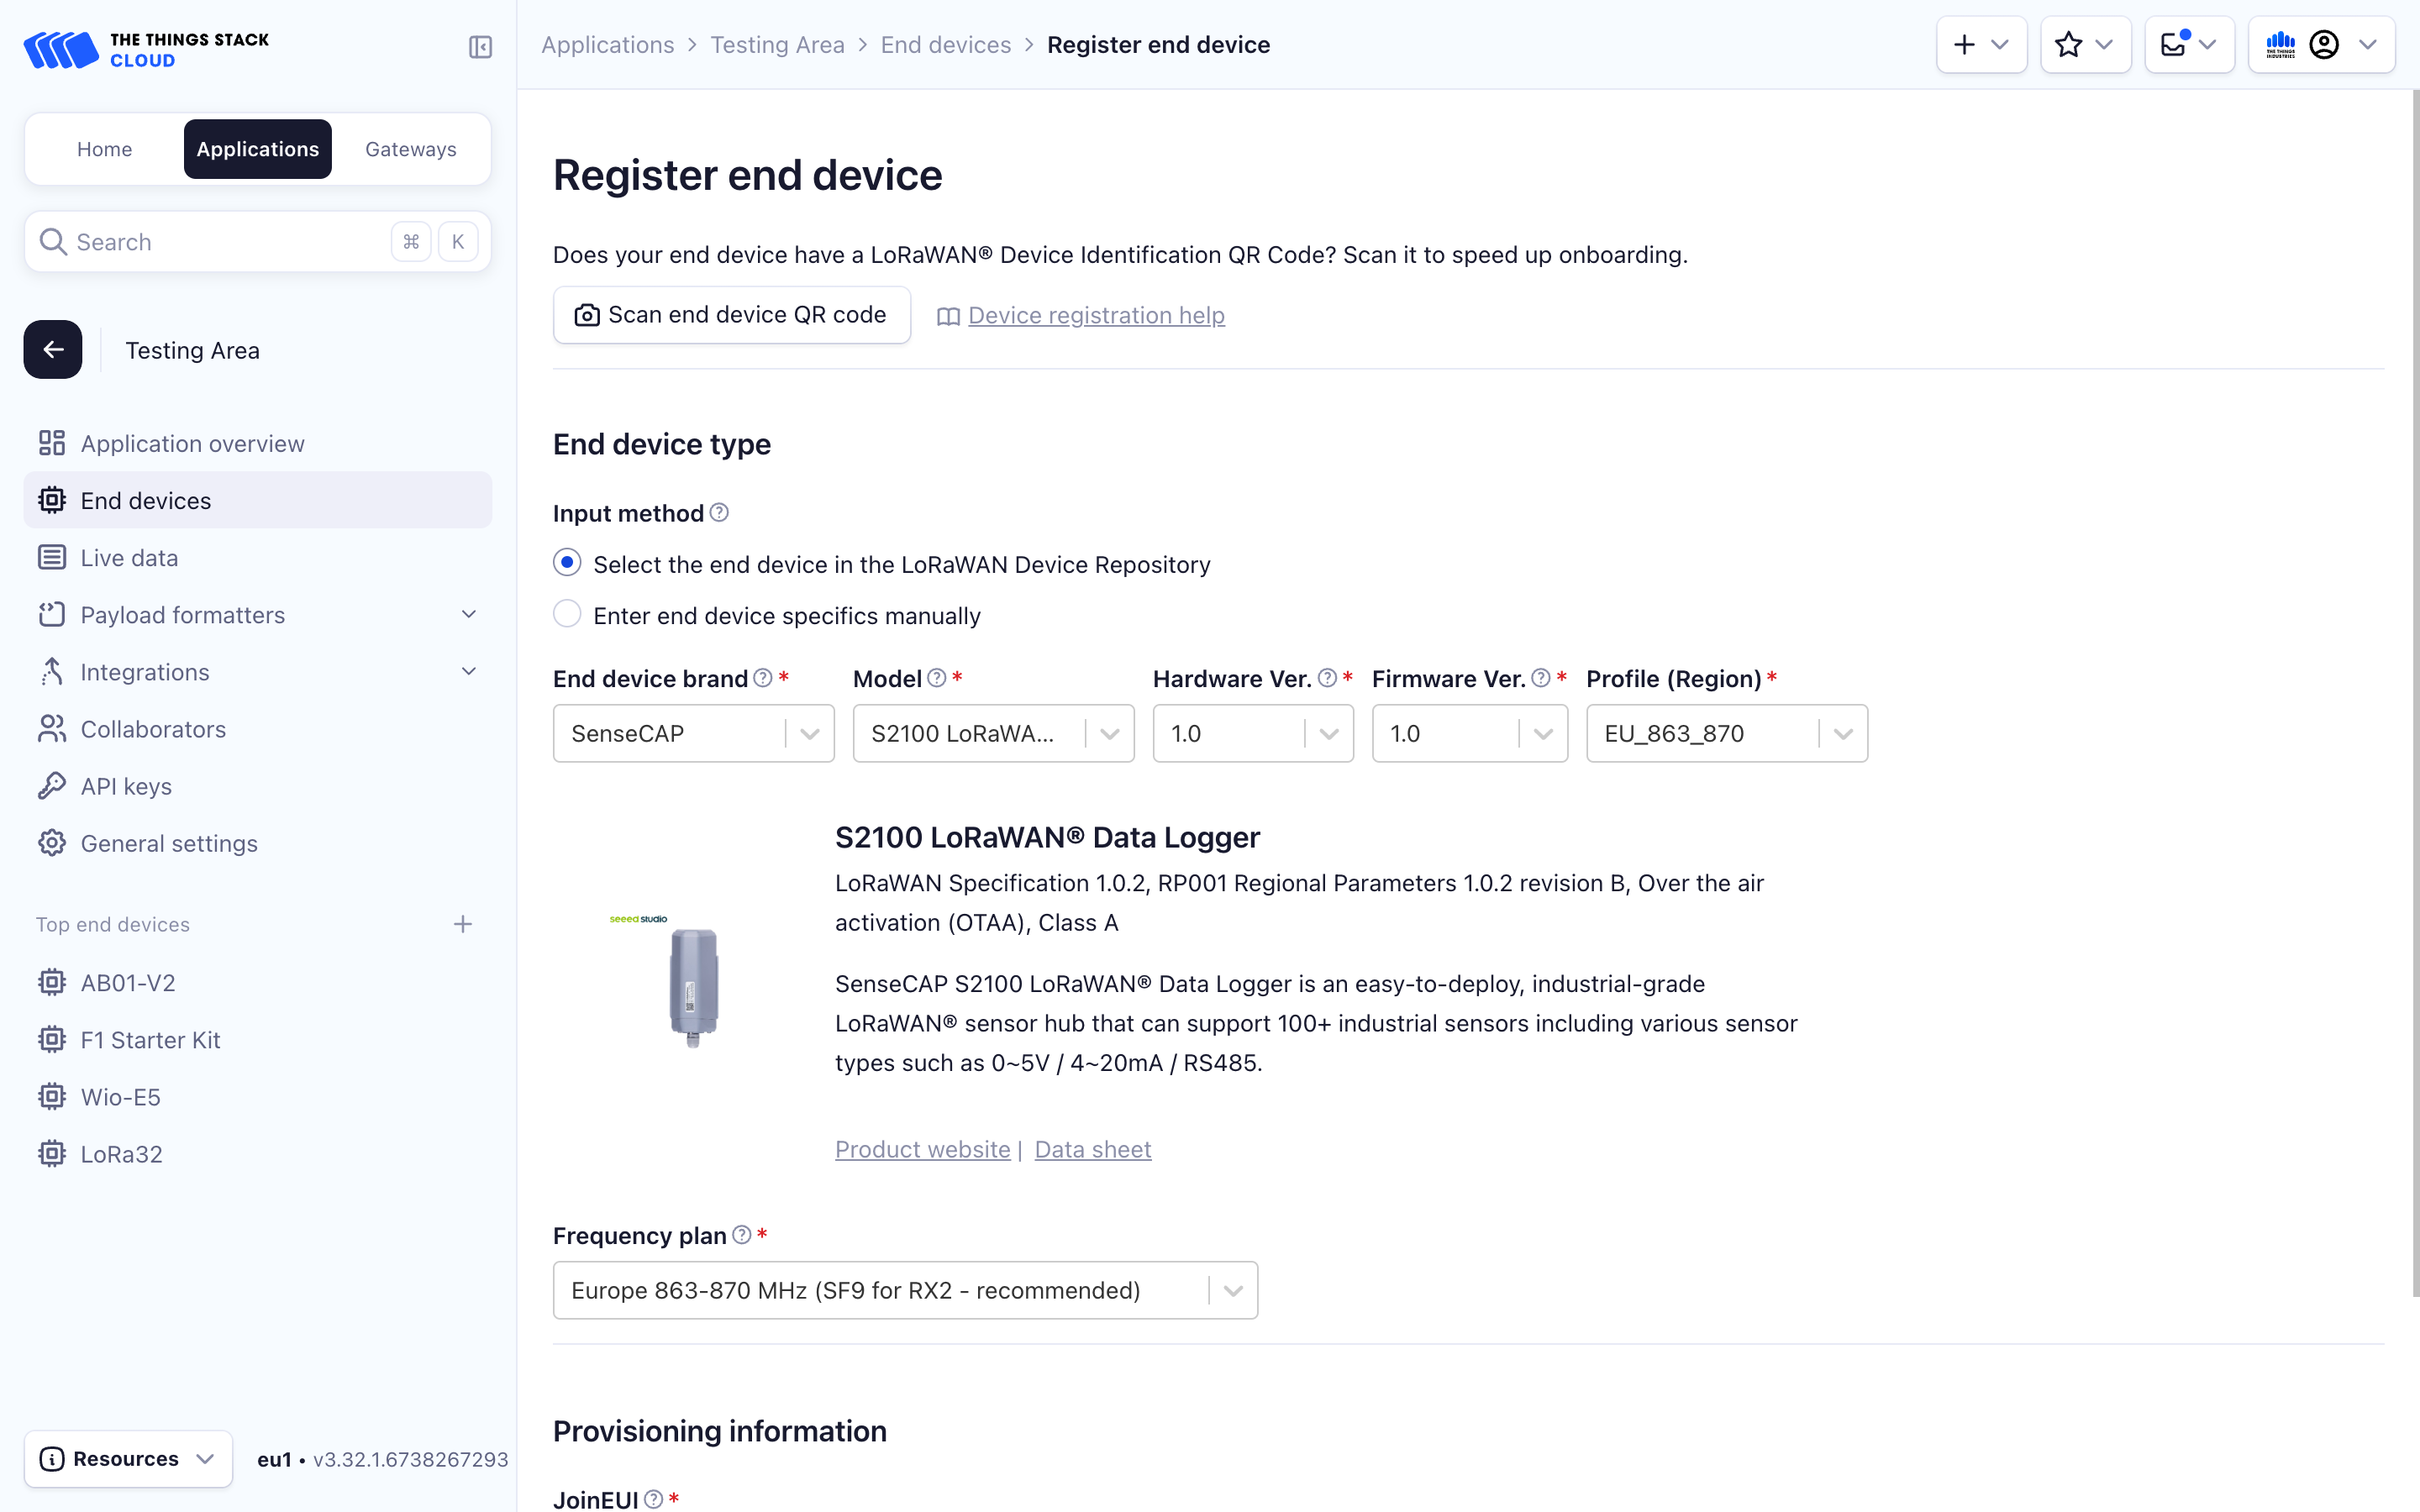 THE THINGS STACK
CLOUD
Applications > Testing Area > End devices > Register end device
THE THINGS
INDUSTRIES
Home
Applications
Gateways
Search
⌘ K
Testing Area
Application overview
End devices
Live data
Payload formatters
Integrations
Collaborators
API keys
General settings
Top end devices
AB01-V2
F1 Starter Kit
Wio-E5
LoRa32
Resources
eu1 • v3.32.1.6738267293
Register end device
Does your end device have a LoRaWAN® Device Identification QR Code? Scan it to speed up onboarding.
Scan end device QR code
Device registration help
End device type
Input method
Select the end device in the LoRaWAN Device Repository
Enter end device specifics manually
End device brand * Model * Hardware Ver. * Firmware Ver. * Profile (Region) *
SenseCAP S2100 LoRaWA... 1.0 1.0 EU_863_870
seeed studio
S2100 LoRaWAN® Data Logger
LoRaWAN Specification 1.0.2, RP001 Regional Parameters 1.0.2 revision B, Over the air
activation (OTAA), Class A
SenseCAP S2100 LoRaWAN® Data Logger is an easy-to-deploy, industrial-grade
LoRaWAN® sensor hub that can support 100+ industrial sensors including various sensor
types such as 0~5V / 4~20mA / RS485.
Product website | Data sheet
Frequency plan *
Europe 863-870 MHz (SF9 for RX2 - recommended)
Provisioning information
JoinEUI *